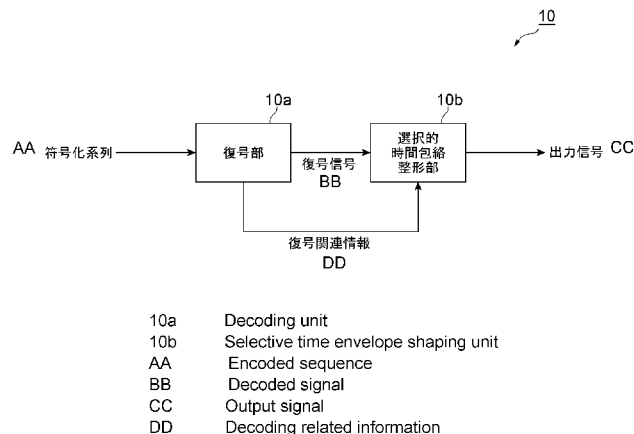 10
10a
10b
AA 符号化系列
復号部
復号信号
BB
選択的
時間包絡
整形部
出力信号 CC
復号関連情報
DD
10a Decoding unit
10b Selective time envelope shaping unit
AA Encoded sequence
BB Decoded signal
CC Output signal
DD Decoding related information